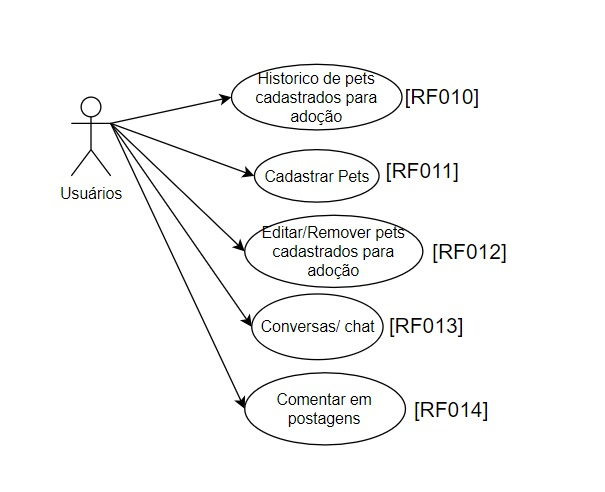 Historico de pets
cadastrados para
adoção
[RF010]
Cadastrar Pets
[RF011]
Usuários
Editar/Remover pets
cadastrados para
adoção
[RF012]
Conversas/ chat
[RF013]
Comentar em
postagens
[RF014]